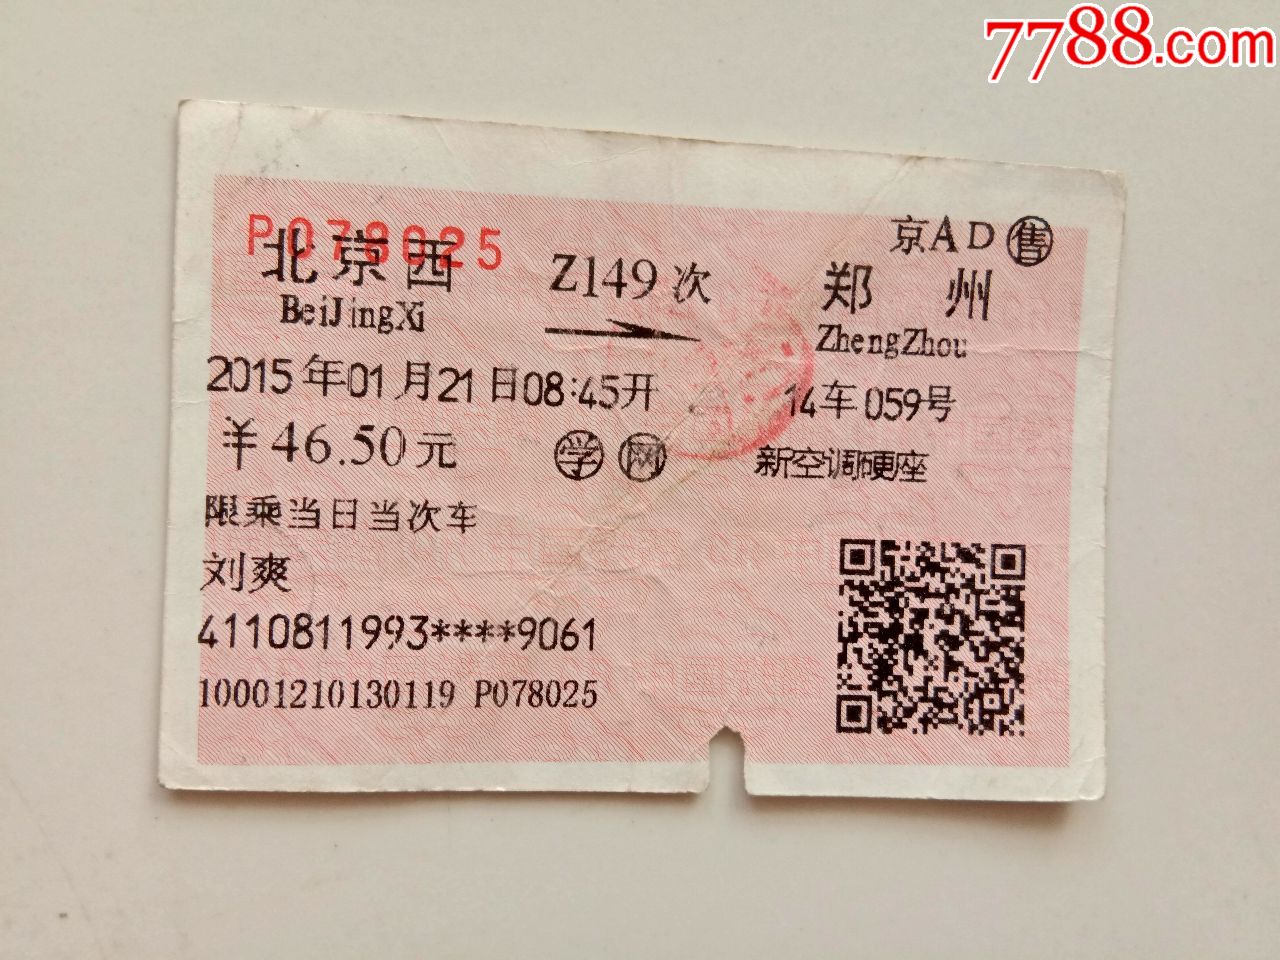 7788.com
京A D 售
P078025
北京西 Z149次 郑州
BeiJingXi ZhengZhou
2015年01月21日08:45开 14车059号
￥46.50元 学 网 新空调硬座
限乘当日当次车
刘爽
4110811993****9061
10001210130119 P078025